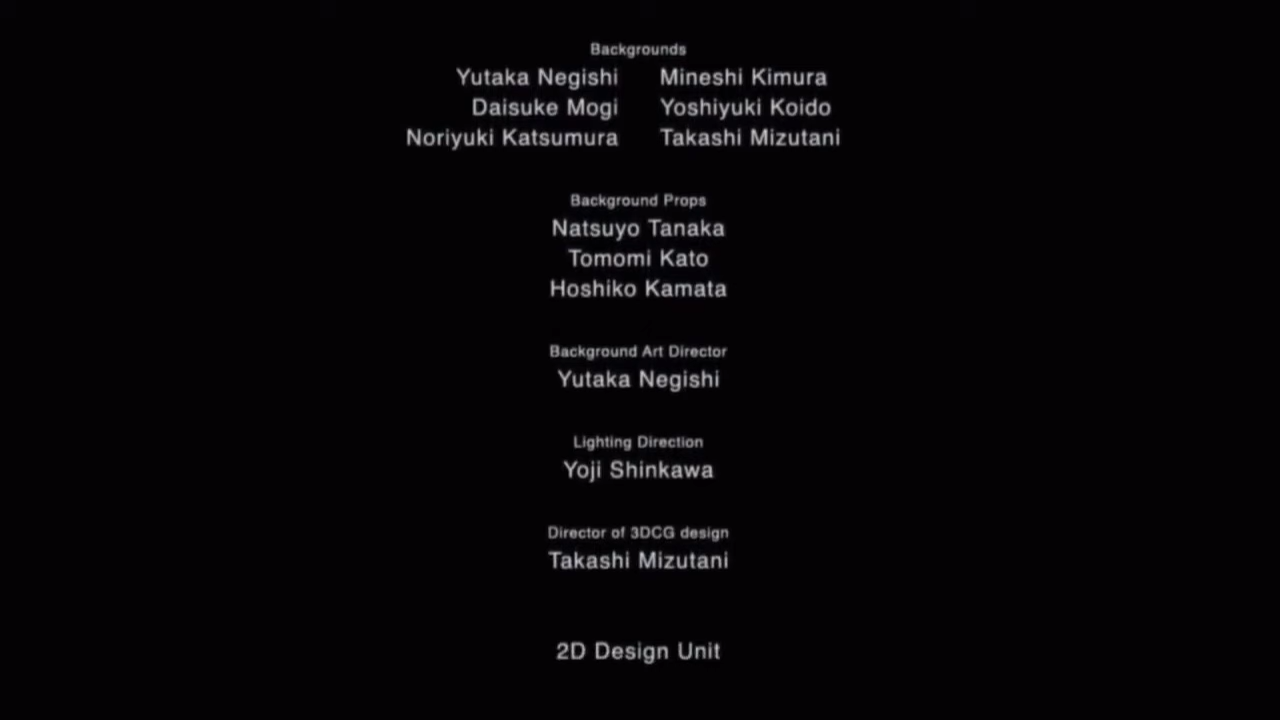 Backgrounds
Yutaka Negishi Mineshi Kimura
Daisuke Mogi Yoshiyuki Koido
Noriyuki Katsumura Takashi Mizutani
Background Props
Natsuyo Tanaka
Tomomi Kato
Hoshiko Kamata
Background Art Director
Yutaka Negishi
Lighting Direction
Yoji Shinkawa
Director of 3DCG design
Takashi Mizutani
2D Design Unit